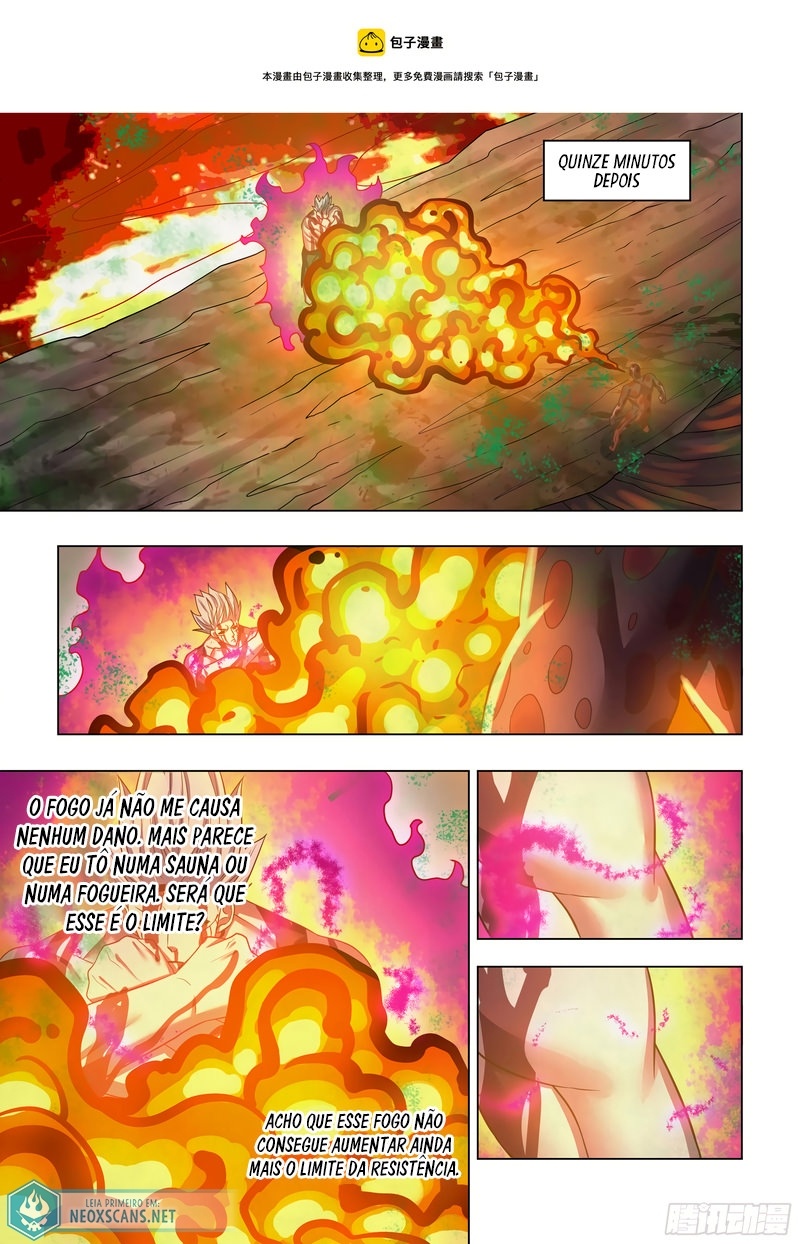 包子漫畫
本漫畫由包子漫畫收集整理，更多免費漫畫請搜索「包子漫畫」
QUINZE MINUTOS
DEPOIS
O FOGO JÁ NÃO ME CAUSA
NENHUM DANO. MAIS PARECE
QUE EU TÔ NUMA SAUNA OU
NUMA FOGUEIRA. SERÁ QUE
ESSE É O LIMITE?
ACHO QUE ESSE FOGO NÃO
CONSEGUE AUMENTAR AINDA
MAIS O LIMITE DA RESISTÊNCIA.
LEIA PRIMEIRO EM:
NEOXSCANS.NET
腾讯动漫